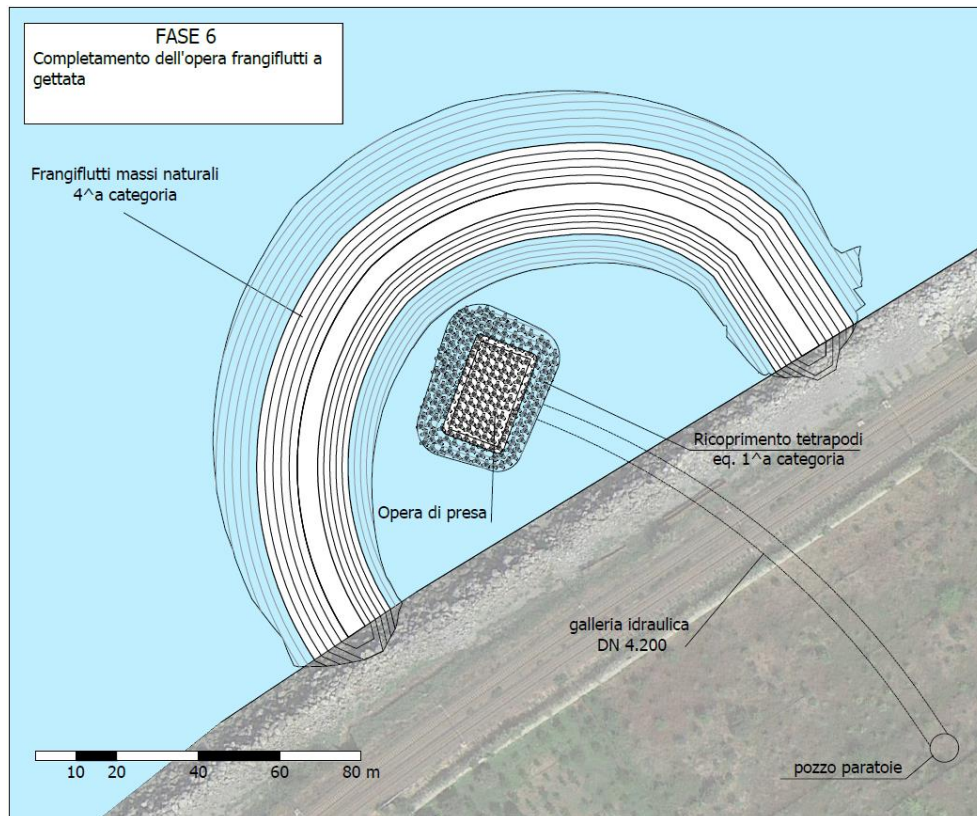 FASE 6
Completamento dell'opera frangiflutti a
gettata
Frangiflutti massi naturali
4^a categoria
Ricoprimento tetrapodi
eq. 1^a categoria
Opera di presa
galleria idraulica
DN 4.200
pozzo paratoie
10 20 40 60 80 m